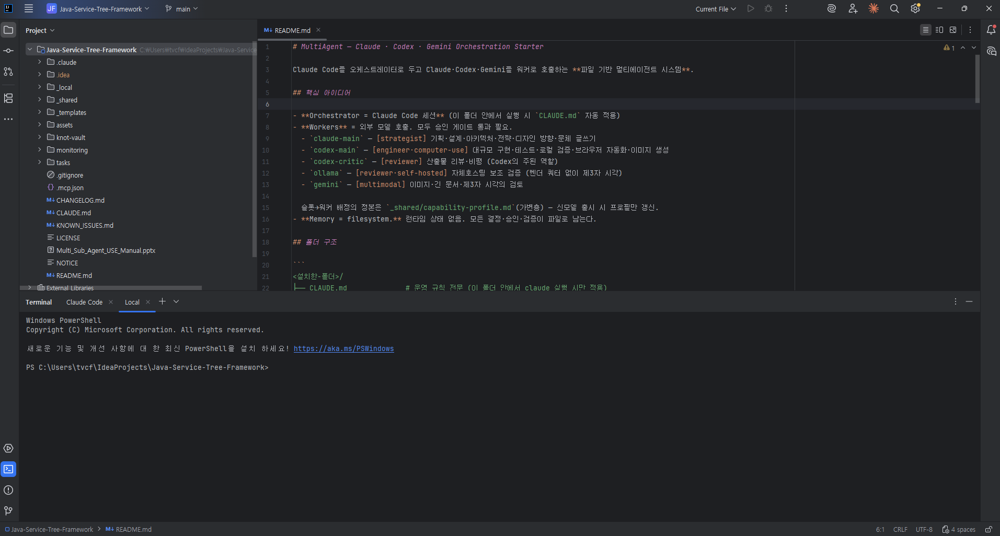 JF Java-Service-Tree-Framework main Current File
Project
README.md
Java-Service-Tree-Framework C:\Users\tvcf\IdeaProjects\Java-Service
.claude
.idea
_local
_shared
_templates
assets
knot-vault
monitoring
tasks
.gitignore
.mcp.json
CHANGELOG.md
CLAUDE.md
KNOWN_ISSUES.md
LICENSE
Multi_Sub_Agent_USE_Manual.pptx
NOTICE
README.md
External Libraries
1
1 # MultiAgent — Claude · Codex · Gemini Orchestration Starter
2
3 Claude Code를 오케스트레이터로 두고 Claude·Codex·Gemini을 워커로 호출하는 **파일 기반 멀티에이전트 시스템**.
4
5 ## 핵심 아이디어
6
7 - **Orchestrator = Claude Code 세션** (이 폴더 안에서 실행 시 `CLAUDE.md` 자동 적용)
8 - **Workers** = 외부 모델 호출. 모두 승인 게이트 통과 필요.
9 - `claude-main` — [strategist] 기획·설계·아키텍처·전략·디자인 방향·문체 글쓰기
10 - `codex-main` — [engineer·computer-use] 대규모 구현·테스트·로컬 검증·브라우저 자동화·이미지 생성
11 - `codex-critic` — [reviewer] 산출물 리뷰·비평 (Codex의 주된 역할)
12 - `ollama` — [reviewer·self-hosted] 자체호스팅 보조 검증 (벤더 쿼터 없이 제3자 시각)
13 - `gemini` — [multimodal] 이미지·긴 문서·제3자 시각의 검토
14
15 슬롯→워커 배정의 정본은 `_shared/capability-profile.md`(가변층) — 신모델 출시 시 프로필만 갱신.
16 - **Memory = filesystem.** 런타임 상태 없음. 모든 결정·승인·검증이 파일로 남는다.
17
18 ## 폴더 구조
19
20 ```
21 <설치한-폴더>/
22 ├── CLAUDE.md # 운영 규칙 전문 (이 폴더 안에서 claude 실행 시만 적용)
Terminal Claude Code Local
Windows PowerShell
Copyright (C) Microsoft Corporation. All rights reserved.
새로운 기능 및 개선 사항에 대 한 최신 PowerShell을 설치 하세요! https://aka.ms/PSWindows
PS C:\Users\tvcf\IdeaProjects\Java-Service-Tree-Framework>
Java-Service-Tree-Framework > README.md 6:1 CRLF UTF-8 4 spaces